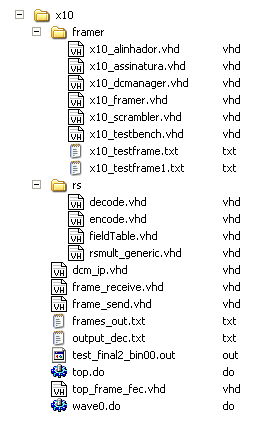 x10
framer
x10_alinhador.vhd vhd
x10_assinatura.vhd vhd
x10_dcmanager.vhd vhd
x10_framer.vhd vhd
x10_scrambler.vhd vhd
x10_testbench.vhd vhd
x10_testframe.txt txt
x10_testframe1.txt txt
rs
decode.vhd vhd
encode.vhd vhd
fieldTable.vhd vhd
rsmult_generic.vhd vhd
dcm_ip.vhd vhd
frame_receive.vhd vhd
frame_send.vhd vhd
frames_out.txt txt
output_dec.txt txt
test_final2_bin00.out out
top.do do
top_frame_fec.vhd vhd
wave0.do do